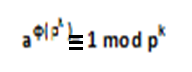 a^φ(p^k) ≡ 1 mod p^k